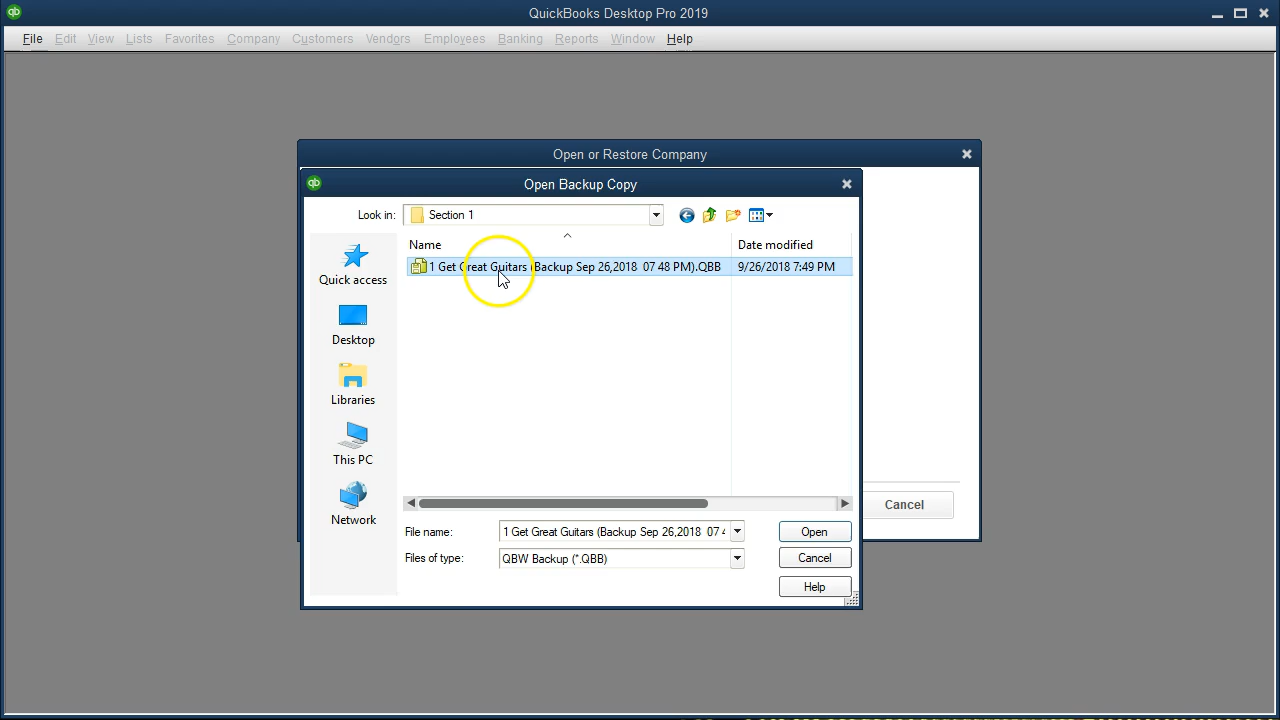 qb QuickBooks Desktop Pro 2019
File Edit View Lists Favorites Company Customers Vendors Employees Banking Reports Window Help
Open or Restore Company
qb Open Backup Copy
Look in: Section 1
Name Date modified
1 Get Great Guitars (Backup Sep 26,2018 07 48 PM).QBB 9/26/2018 7:49 PM
Quick access
Desktop
Libraries
This PC
Network
Cancel
File name: 1 Get Great Guitars (Backup Sep 26,2018 07 Open
Files of type: QBW Backup (*.QBB) Cancel
Help